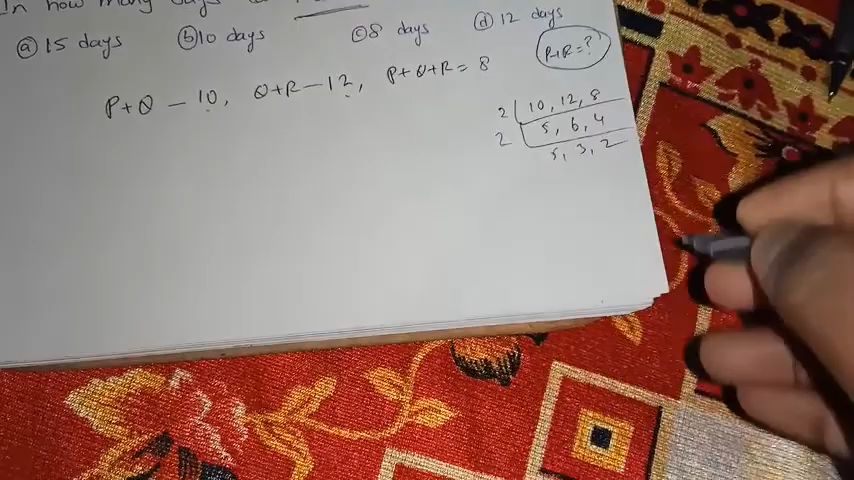 In how many days
ⓐ 15 days ⓑ 10 days ⓒ 8 days ⓓ 12 days
P+R=?
P+Q – 10, Q+R – 12, P+Q+R = 8
2 | 10, 12, 8
2 | 5, 6, 4
5, 3, 2